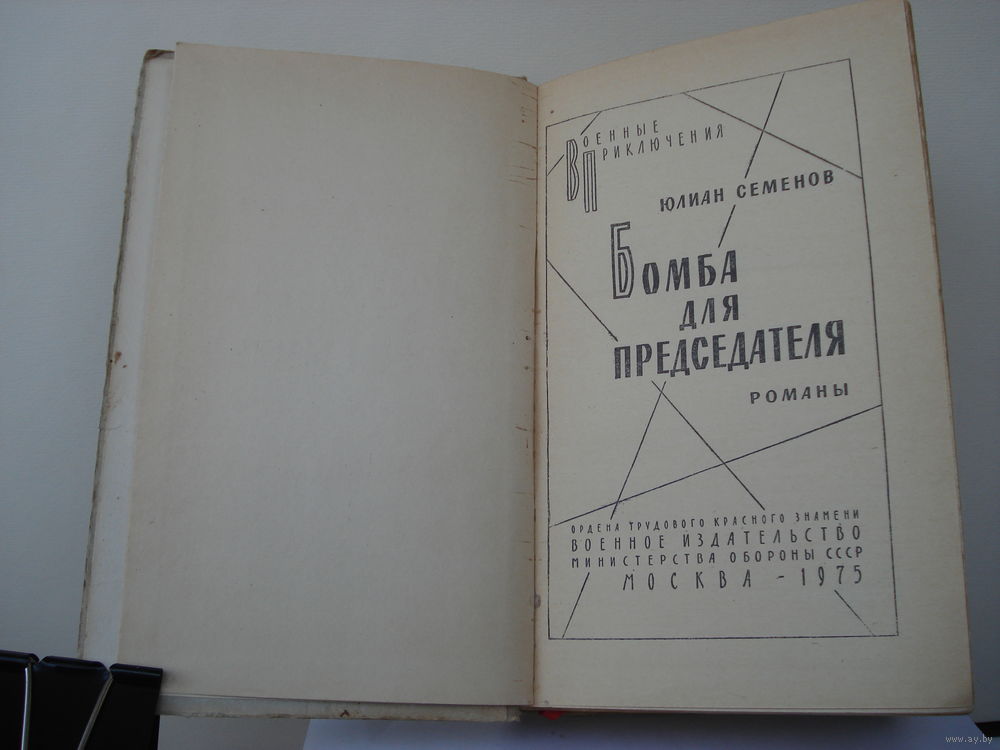 ВОЕННЫЕ
ПРИКЛЮЧЕНИЯ
ЮЛИАН СЕМЕНОВ
БОМБА
ДЛЯ
ПРЕДСЕДАТЕЛЯ
РОМАНЫ
ОРДЕНА ТРУДОВОГО КРАСНОГО ЗНАМЕНИ
ВОЕННОЕ ИЗДАТЕЛЬСТВО
МИНИСТЕРСТВА ОБОРОНЫ СССР
МОСКВА - 1975
www.ay.by